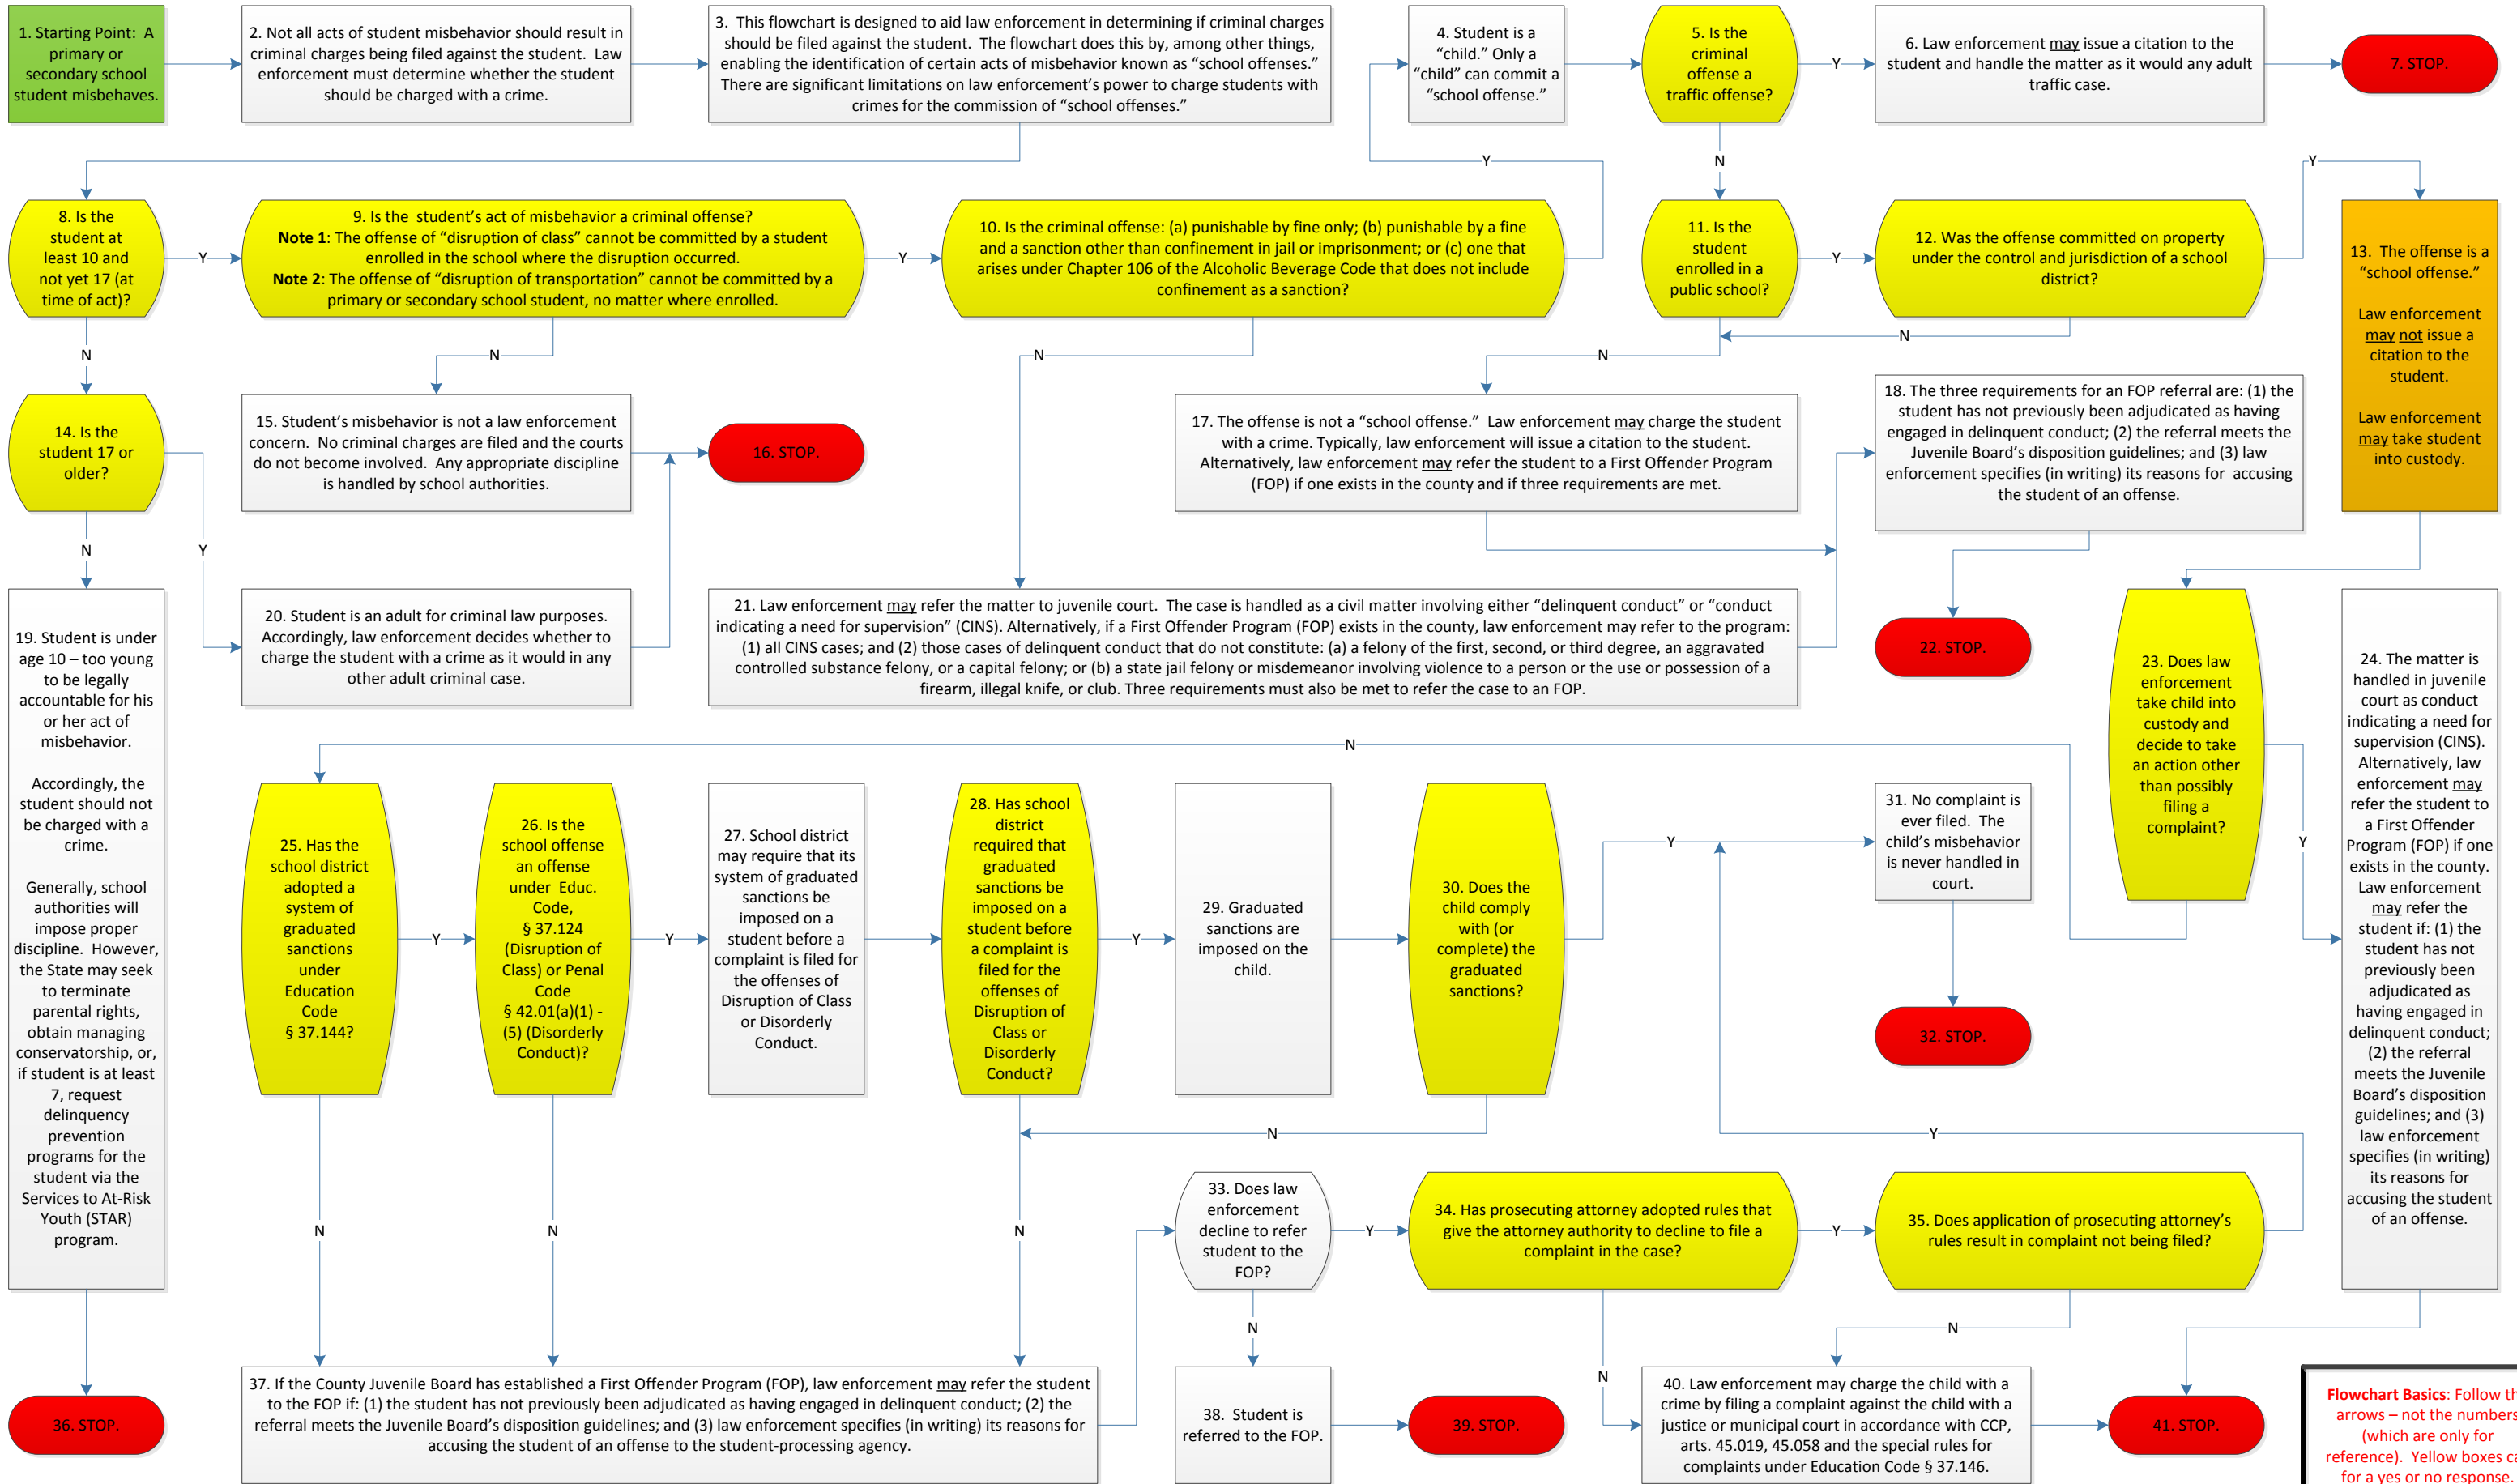 1. Starting Point: A
primary or
secondary school
student misbehaves.
2. Not all acts of student misbehavior should result in
criminal charges being filed against the student. Law
enforcement must determine whether the student
should be charged with a crime.
3. This flowchart is designed to aid law enforcement in determining if criminal charges
should be filed against the student. The flowchart does this by, among other things,
enabling the identification of certain acts of misbehavior known as “school offenses.”
There are significant limitations on law enforcement’s power to charge students with
crimes for the commission of “school offenses.”
4. Student is a
“child.” Only a
“child” can commit a
“school offense.”
5. Is the
criminal
offense a
traffic offense?
Y
6. Law enforcement may issue a citation to the
student and handle the matter as it would any adult
traffic case.
7. STOP.
Y
N
Y
8. Is the
student at
least 10 and
not yet 17 (at
time of act)?
Y
9. Is the student’s act of misbehavior a criminal offense?
Note 1: The offense of “disruption of class” cannot be committed by a student
enrolled in the school where the disruption occurred.
Note 2: The offense of “disruption of transportation” cannot be committed by a
primary or secondary school student, no matter where enrolled.
Y
10. Is the criminal offense: (a) punishable by fine only; (b) punishable by a fine
and a sanction other than confinement in jail or imprisonment; or (c) one that
arises under Chapter 106 of the Alcoholic Beverage Code that does not include
confinement as a sanction?
11. Is the
student
enrolled in a
public school?
Y
12. Was the offense committed on property
under the control and jurisdiction of a school
district?
13. The offense is a
“school offense.”
Law enforcement
may not issue a
citation to the
student.
Law enforcement
may take student
into custody.
N
N
N
N
N
14. Is the
student 17 or
older?
15. Student’s misbehavior is not a law enforcement
concern. No criminal charges are filed and the courts
do not become involved. Any appropriate discipline
is handled by school authorities.
16. STOP.
17. The offense is not a “school offense.” Law enforcement may charge the student
with a crime. Typically, law enforcement will issue a citation to the student.
Alternatively, law enforcement may refer the student to a First Offender Program
(FOP) if one exists in the county and if three requirements are met.
18. The three requirements for an FOP referral are: (1) the
student has not previously been adjudicated as having
engaged in delinquent conduct; (2) the referral meets the
Juvenile Board’s disposition guidelines; and (3) law
enforcement specifies (in writing) its reasons for accusing
the student of an offense.
N
Y
19. Student is under
age 10 – too young
to be legally
accountable for his
or her act of
misbehavior.
Accordingly, the
student should not
be charged with a
crime.
Generally, school
authorities will
impose proper
discipline. However,
the State may seek
to terminate
parental rights,
obtain managing
conservatorship, or,
if student is at least
7, request
delinquency
prevention
programs for the
student via the
Services to At-Risk
Youth (STAR)
program.
20. Student is an adult for criminal law purposes.
Accordingly, law enforcement decides whether to
charge the student with a crime as it would in any
other adult criminal case.
21. Law enforcement may refer the matter to juvenile court. The case is handled as a civil matter involving either “delinquent conduct” or “conduct
indicating a need for supervision” (CINS). Alternatively, if a First Offender Program (FOP) exists in the county, law enforcement may refer to the program:
(1) all CINS cases; and (2) those cases of delinquent conduct that do not constitute: (a) a felony of the first, second, or third degree, an aggravated
controlled substance felony, or a capital felony; or (b) a state jail felony or misdemeanor involving violence to a person or the use or possession of a
firearm, illegal knife, or club. Three requirements must also be met to refer the case to an FOP.
22. STOP.
23. Does law
enforcement
take child into
custody and
decide to take
an action other
than possibly
filing a
complaint?
Y
24. The matter is
handled in juvenile
court as conduct
indicating a need for
supervision (CINS).
Alternatively, law
enforcement may
refer the student to
a First Offender
Program (FOP) if one
exists in the county.
Law enforcement
may refer the
student if: (1) the
student has not
previously been
adjudicated as
having engaged in
delinquent conduct;
(2) the referral
meets the Juvenile
Board’s disposition
guidelines; and (3)
law enforcement
specifies (in writing)
its reasons for
accusing the student
of an offense.
N
25. Has the
school district
adopted a
system of
graduated
sanctions
under
Education
Code
§ 37.144?
Y
26. Is the
school offense
an offense
under Educ.
Code,
§ 37.124
(Disruption of
Class) or Penal
Code
§ 42.01(a)(1) -
(5) (Disorderly
Conduct)?
Y
27. School district
may require that its
system of graduated
sanctions be
imposed on a
student before a
complaint is filed for
the offenses of
Disruption of Class
or Disorderly
Conduct.
28. Has school
district
required that
graduated
sanctions be
imposed on a
student before
a complaint is
filed for the
offenses of
Disruption of
Class or
Disorderly
Conduct?
Y
29. Graduated
sanctions are
imposed on the
child.
30. Does the
child comply
with (or
complete) the
graduated
sanctions?
Y
31. No complaint is
ever filed. The
child’s misbehavior
is never handled in
court.
32. STOP.
N
Y
N
N
N
33. Does law
enforcement
decline to refer
student to the
FOP?
Y
34. Has prosecuting attorney adopted rules that
give the attorney authority to decline to file a
complaint in the case?
Y
35. Does application of prosecuting attorney’s
rules result in complaint not being filed?
N
N
N
36. STOP.
37. If the County Juvenile Board has established a First Offender Program (FOP), law enforcement may refer the student
to the FOP if: (1) the student has not previously been adjudicated as having engaged in delinquent conduct; (2) the
referral meets the Juvenile Board’s disposition guidelines; and (3) law enforcement specifies (in writing) its reasons for
accusing the student of an offense to the student-processing agency.
38. Student is
referred to the FOP.
39. STOP.
40. Law enforcement may charge the child with a
crime by filing a complaint against the child with a
justice or municipal court in accordance with CCP,
arts. 45.019, 45.058 and the special rules for
complaints under Education Code § 37.146.
41. STOP.
Flowchart Basics: Follow th
arrows – not the numbers
(which are only for
reference). Yellow boxes ca
for a yes or no response.